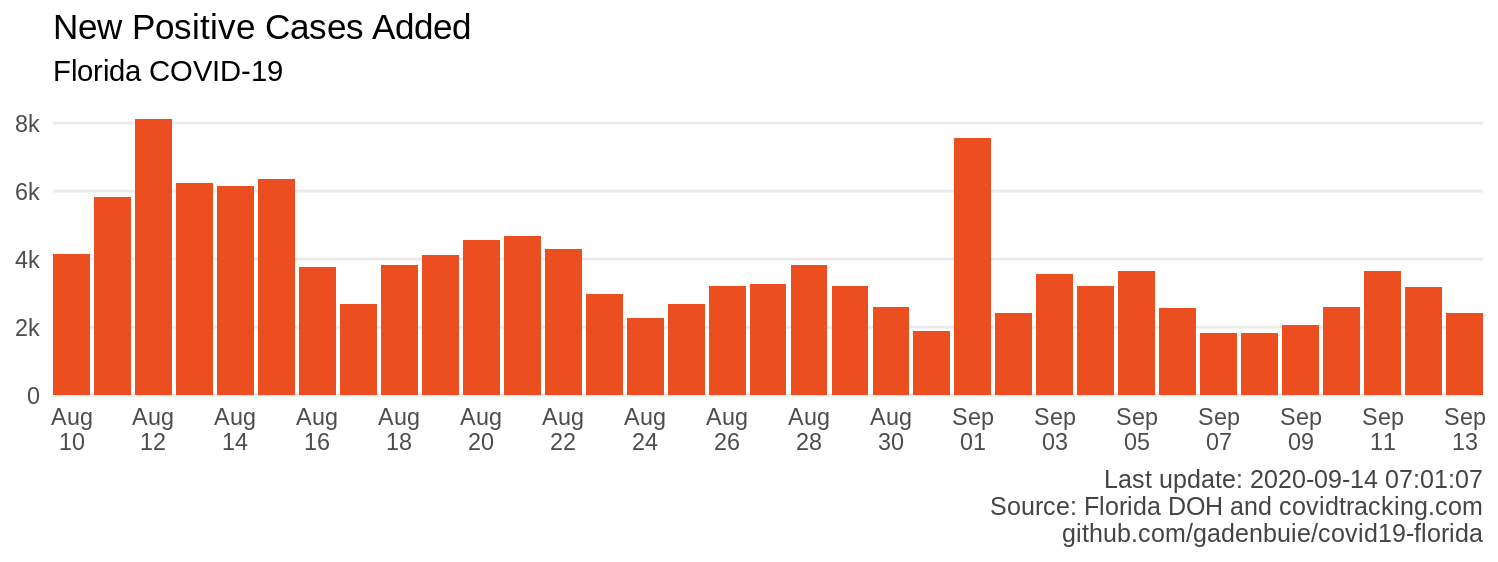 New Positive Cases Added
Florida COVID-19
8k
6k
4k
2k
0
Aug Aug Aug Aug Aug Aug Aug Aug Aug Aug Aug Sep Sep Sep Sep Sep Sep Sep
10 12 14 16 18 20 22 24 26 28 30 01 03 05 07 09 11 13
Last update: 2020-09-14 07:01:07
Source: Florida DOH and covidtracking.com
github.com/gadenbuie/covid19-florida